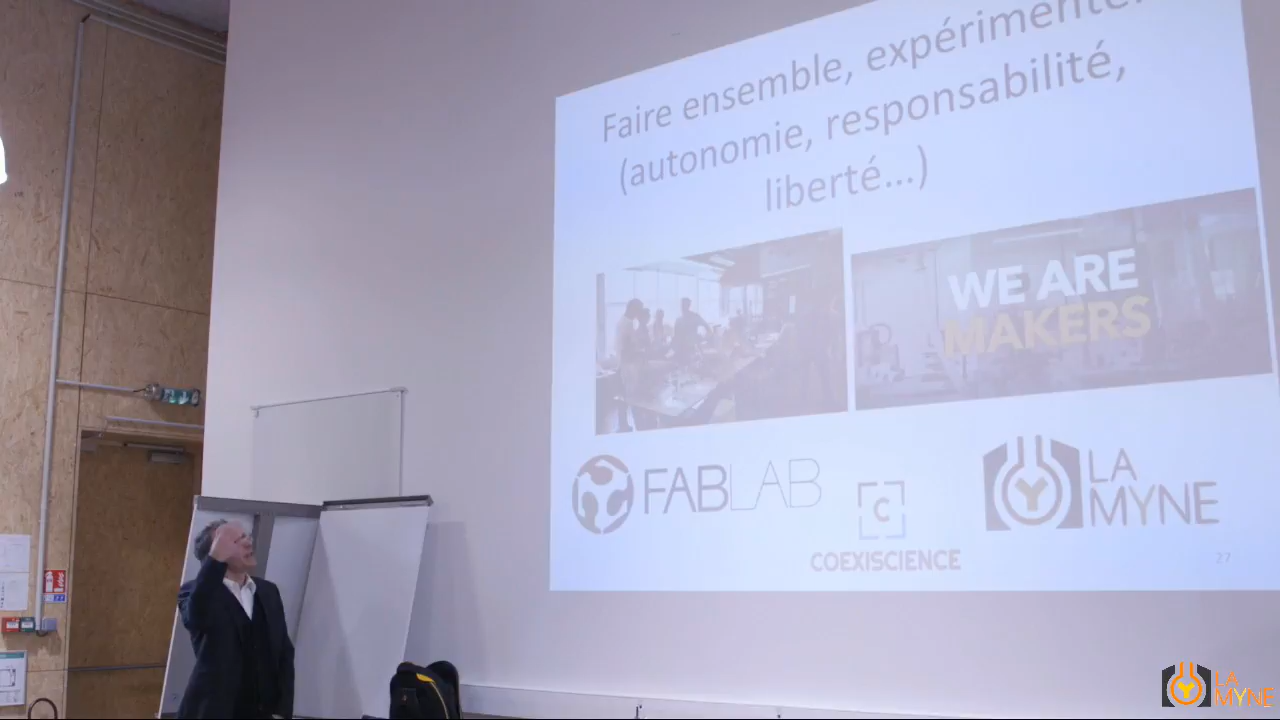 Faire ensemble, expérimenter
(autonomie, responsabilité,
liberté...)
WE ARE
MAKERS
FABLAB
C
COEXISCIENCE
LA
MYNE
27
LA
MYNE